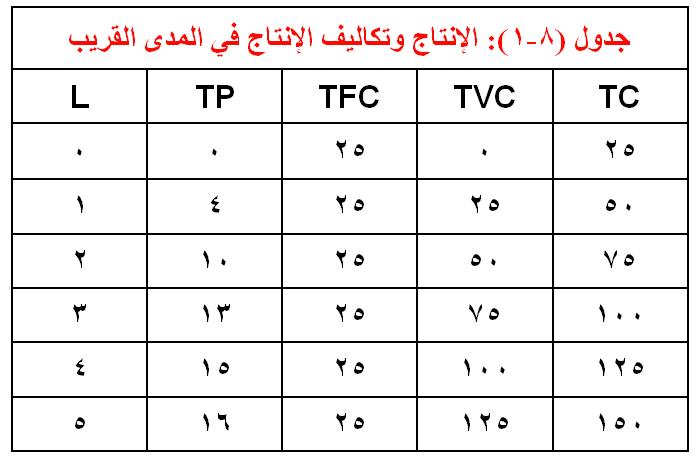 جدول (٨-١): الإنتاج وتكاليف الإنتاج في المدى القريب
L TP TFC TVC TC
٠ ٠ ٢٥ ٠ ٢٥
١ ٤ ٢٥ ٢٥ ٥٠
٢ ١٠ ٢٥ ٥٠ ٧٥
٣ ١٣ ٢٥ ٧٥ ١٠٠
٤ ١٥ ٢٥ ١٠٠ ١٢٥
٥ ١٦ ٢٥ ١٢٥ ١٥٠